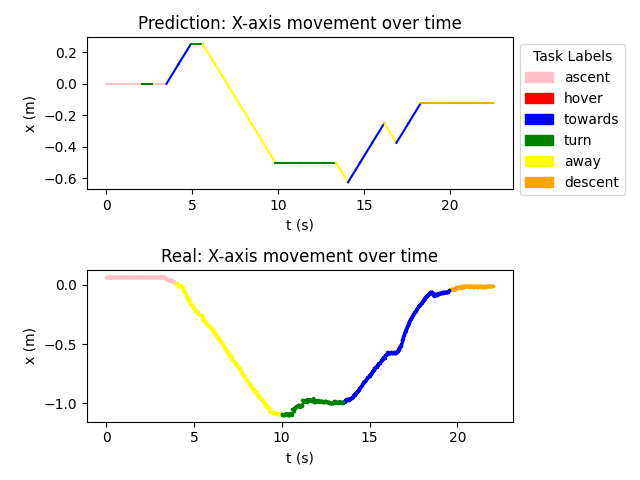 Prediction: X-axis movement over time
0.2
0.0
−0.2
−0.4
−0.6
x (m)
0 5 10 15 20
t (s)
Task Labels
ascent
hover
towards
turn
away
descent
Real: X-axis movement over time
0.0
−0.5
−1.0
x (m)
0 5 10 15 20
t (s)